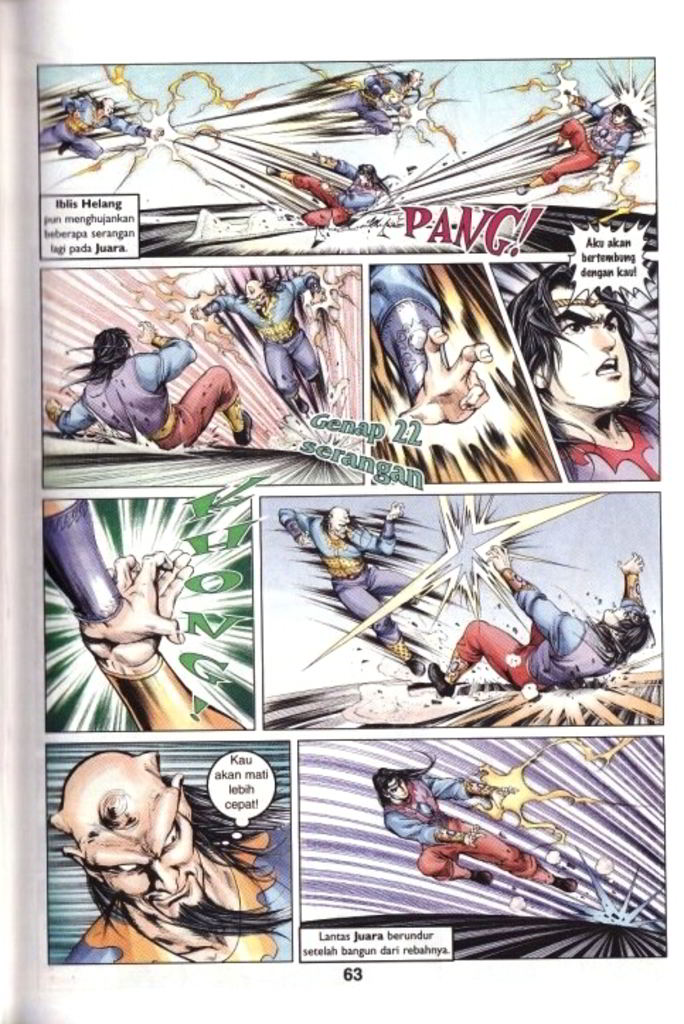 Iblis Helang
pun menghujankan
beberapa serangan
lagi pada Juara.
PANG!
Aku akan
bertembung
dengan kau!
Genap 22
serangan
KHONG!
Kau
akan mati
lebih
cepat!
Lantas Juara berundur
setelah bangun dari rebahnya.
63